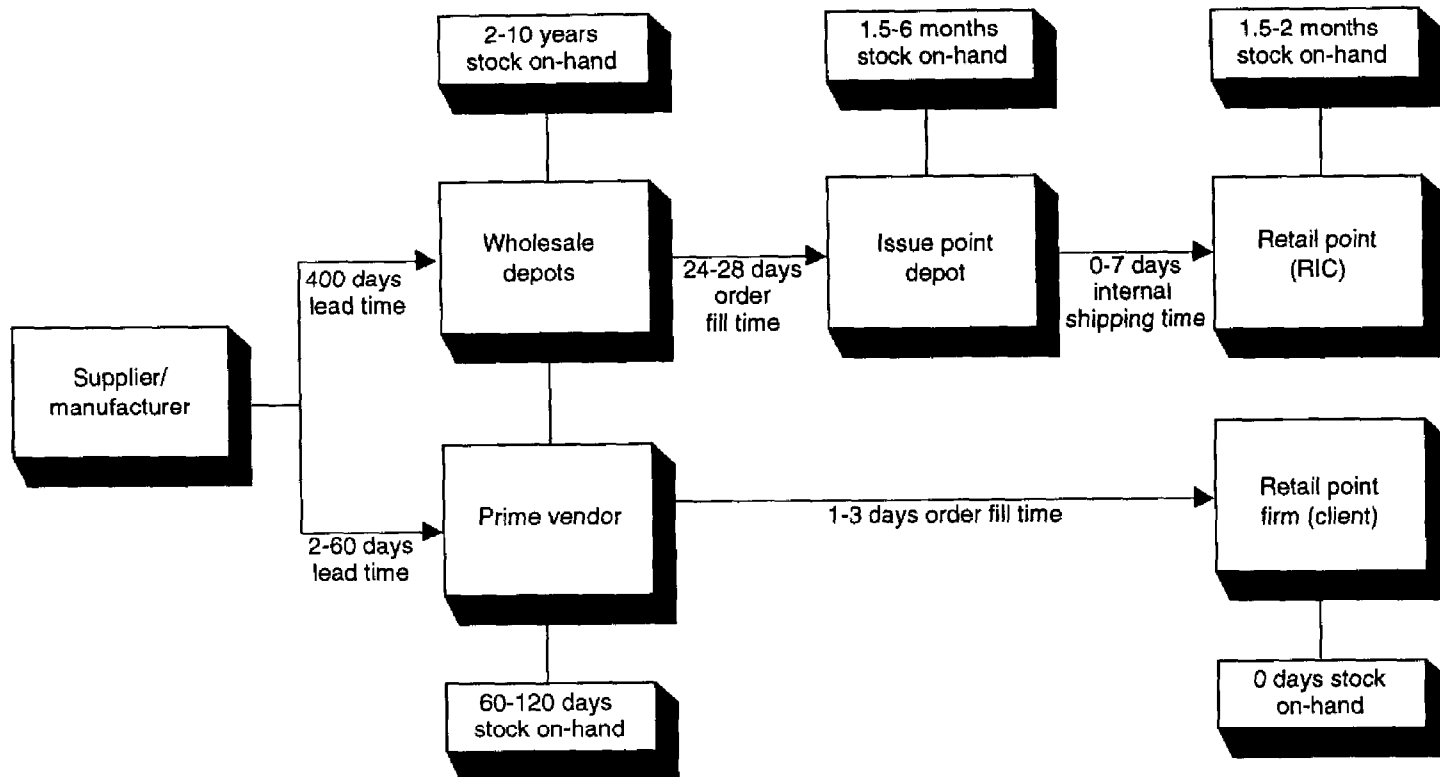 2-10 years
stock on-hand
1.5-6 months
stock on-hand
1.5-2 months
stock on-hand
Wholesale
depots
Issue point
depot
Retail point
(RIC)
400 days
lead time
24-28 days
order
fill time
0-7 days
internal
shipping time
Supplier/
manufacturer
Prime vendor
Retail point
firm (client)
2-60 days
lead time
1-3 days order fill time
60-120 days
stock on-hand
0 days stock
on-hand